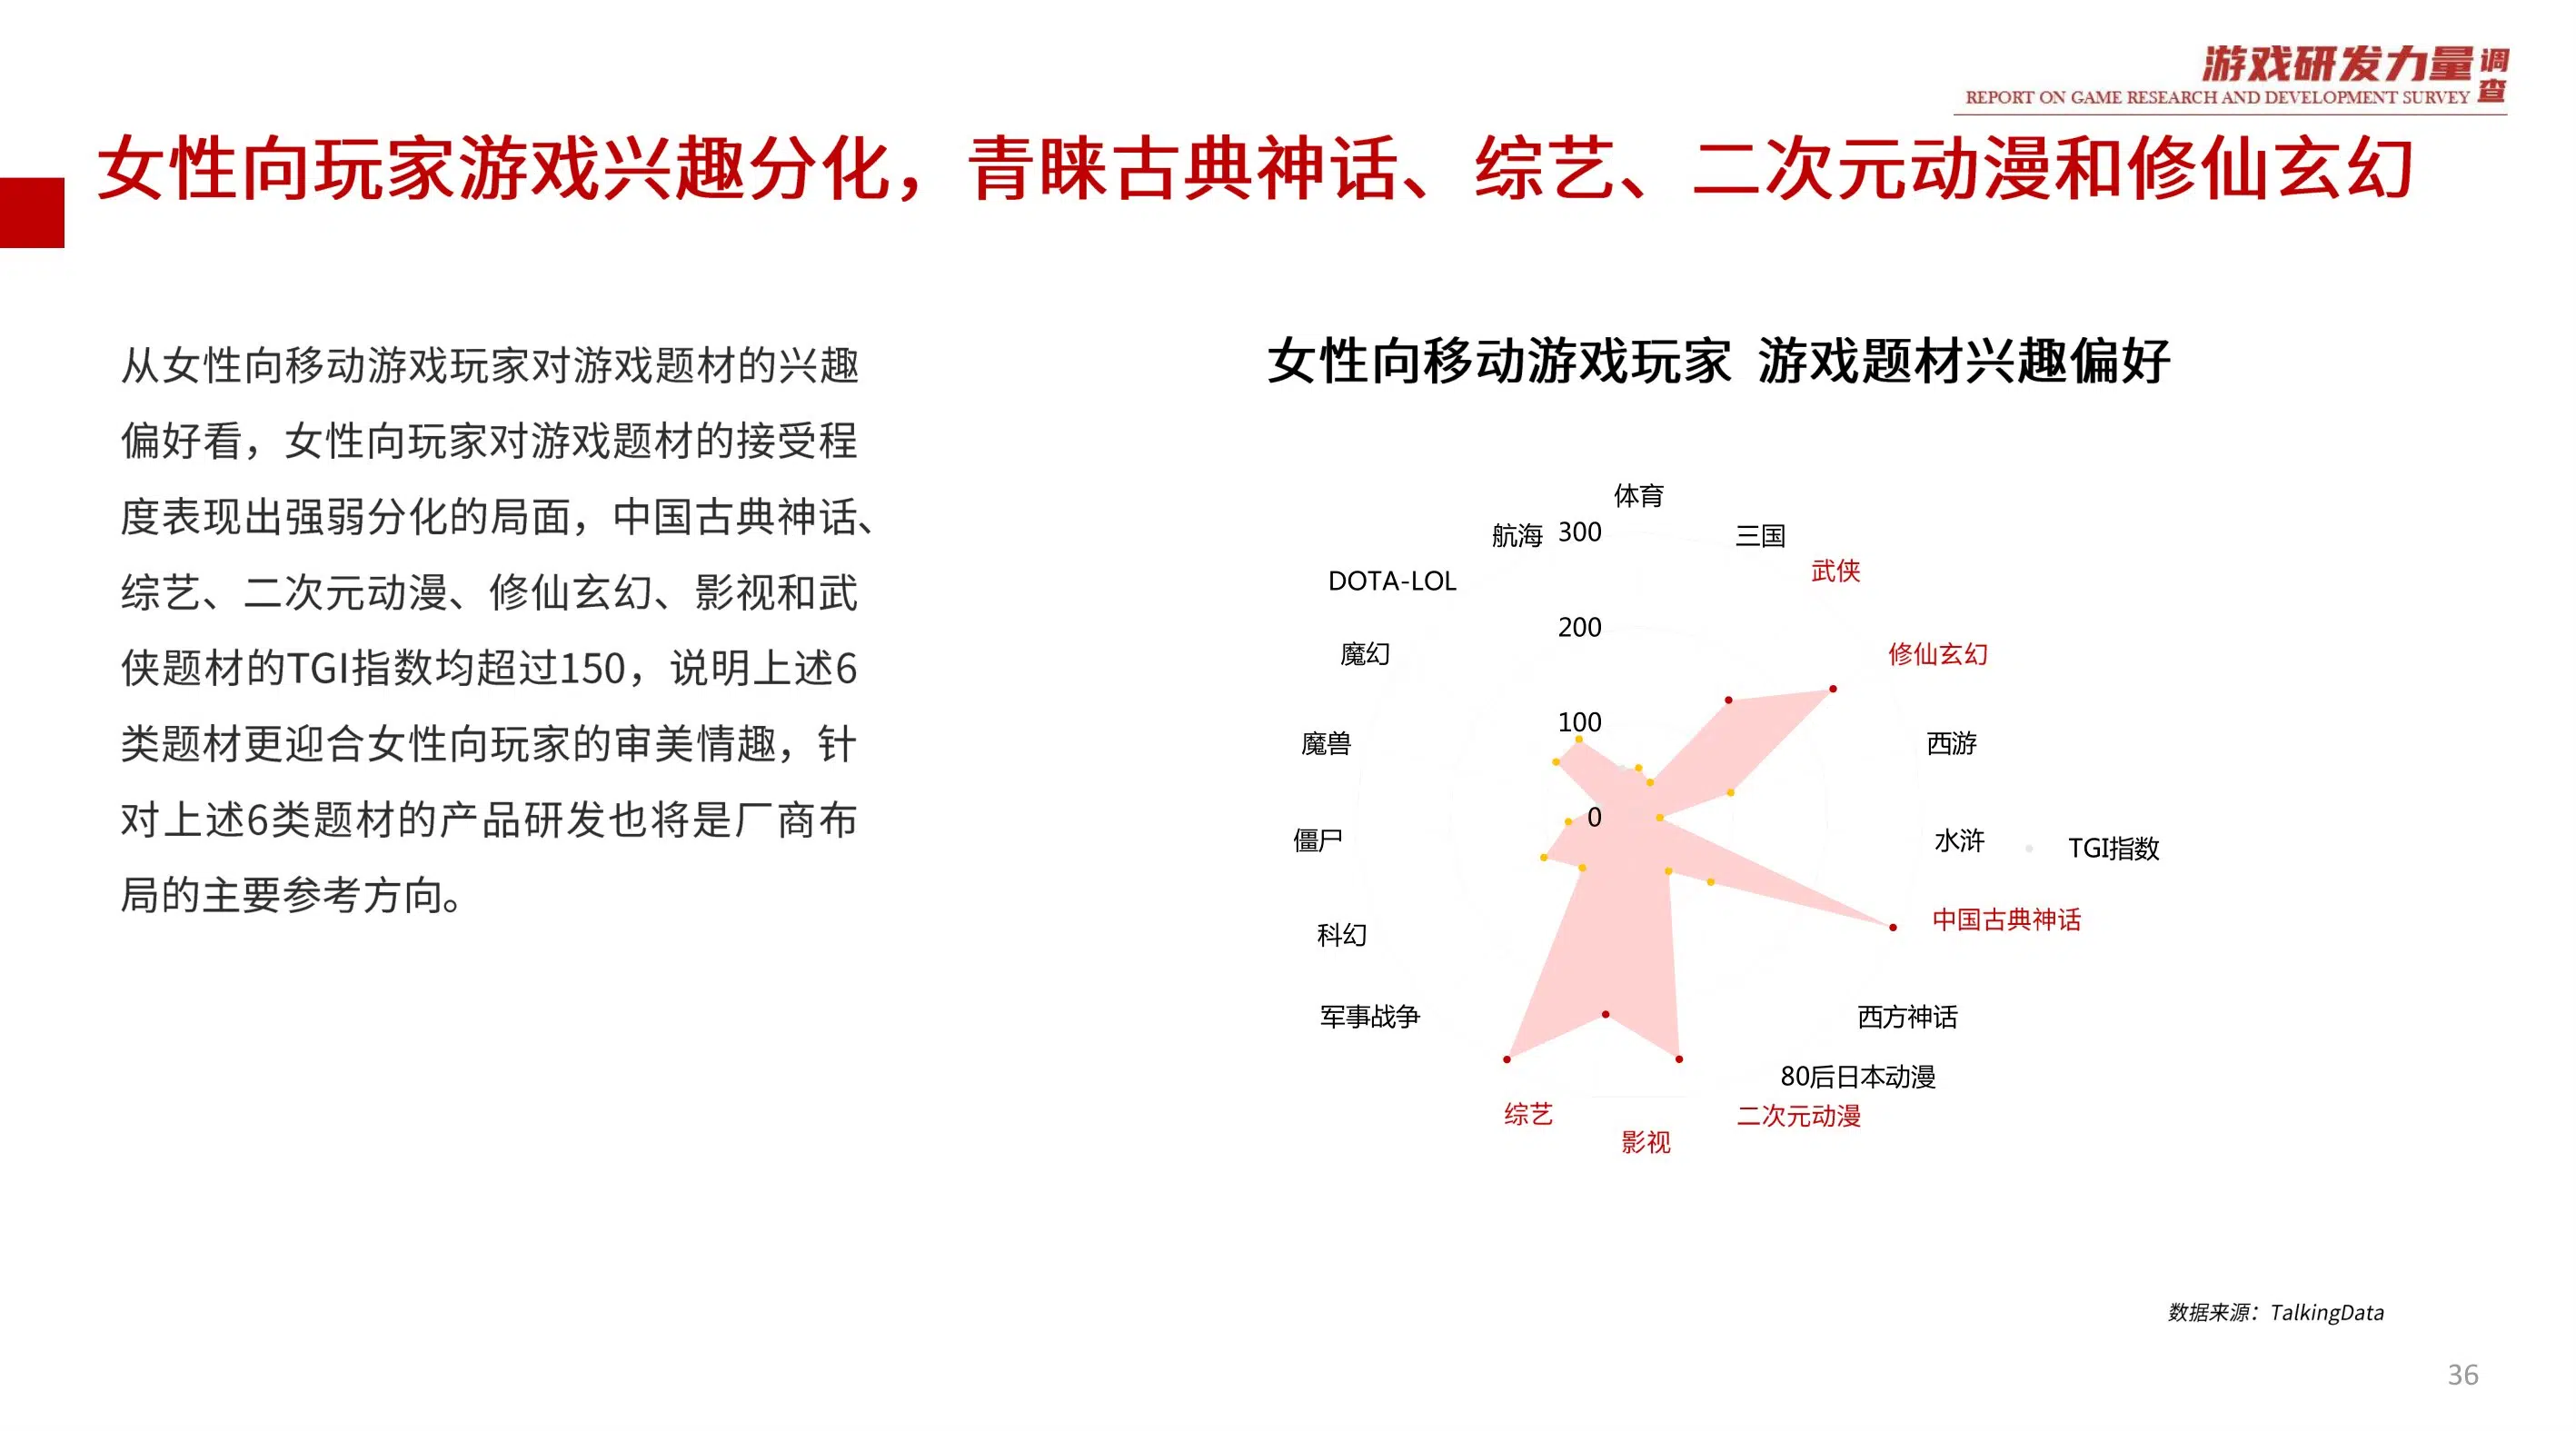 游戏研发力量调查
REPORT ON GAME RESEARCH AND DEVELOPMENT SURVEY
女性向玩家游戏兴趣分化，青睐古典神话、综艺、二次元动漫和修仙玄幻
从女性向移动游戏玩家对游戏题材的兴趣
偏好看，女性向玩家对游戏题材的接受程
度表现出强弱分化的局面，中国古典神话、
综艺、二次元动漫、修仙玄幻、影视和武
侠题材的TGI指数均超过150，说明上述6
类题材更迎合女性向玩家的审美情趣，针
对上述6类题材的产品研发也将是厂商布
局的主要参考方向。
女性向移动游戏玩家 游戏题材兴趣偏好
体育
三国
武侠
修仙玄幻
西游
水浒
中国古典神话
西方神话
80后日本动漫
二次元动漫
影视
综艺
军事战争
科幻
僵尸
魔兽
魔幻
DOTA-LOL
航海
300
200
100
0
TGI指数
数据来源：TalkingData
36